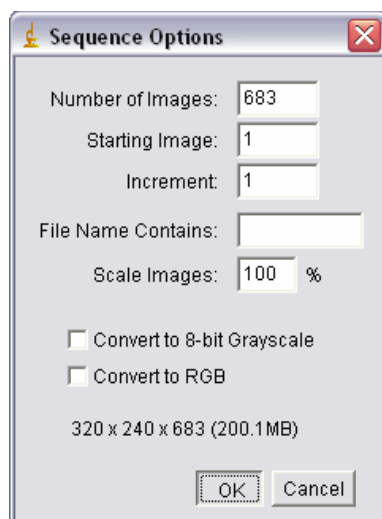 Sequence Options
Number of Images: 683
Starting Image: 1
Increment: 1
File Name Contains:
Scale Images: 100 %
Convert to 8-bit Grayscale
Convert to RGB
320 x 240 x 683 (200.1MB)
OK Cancel